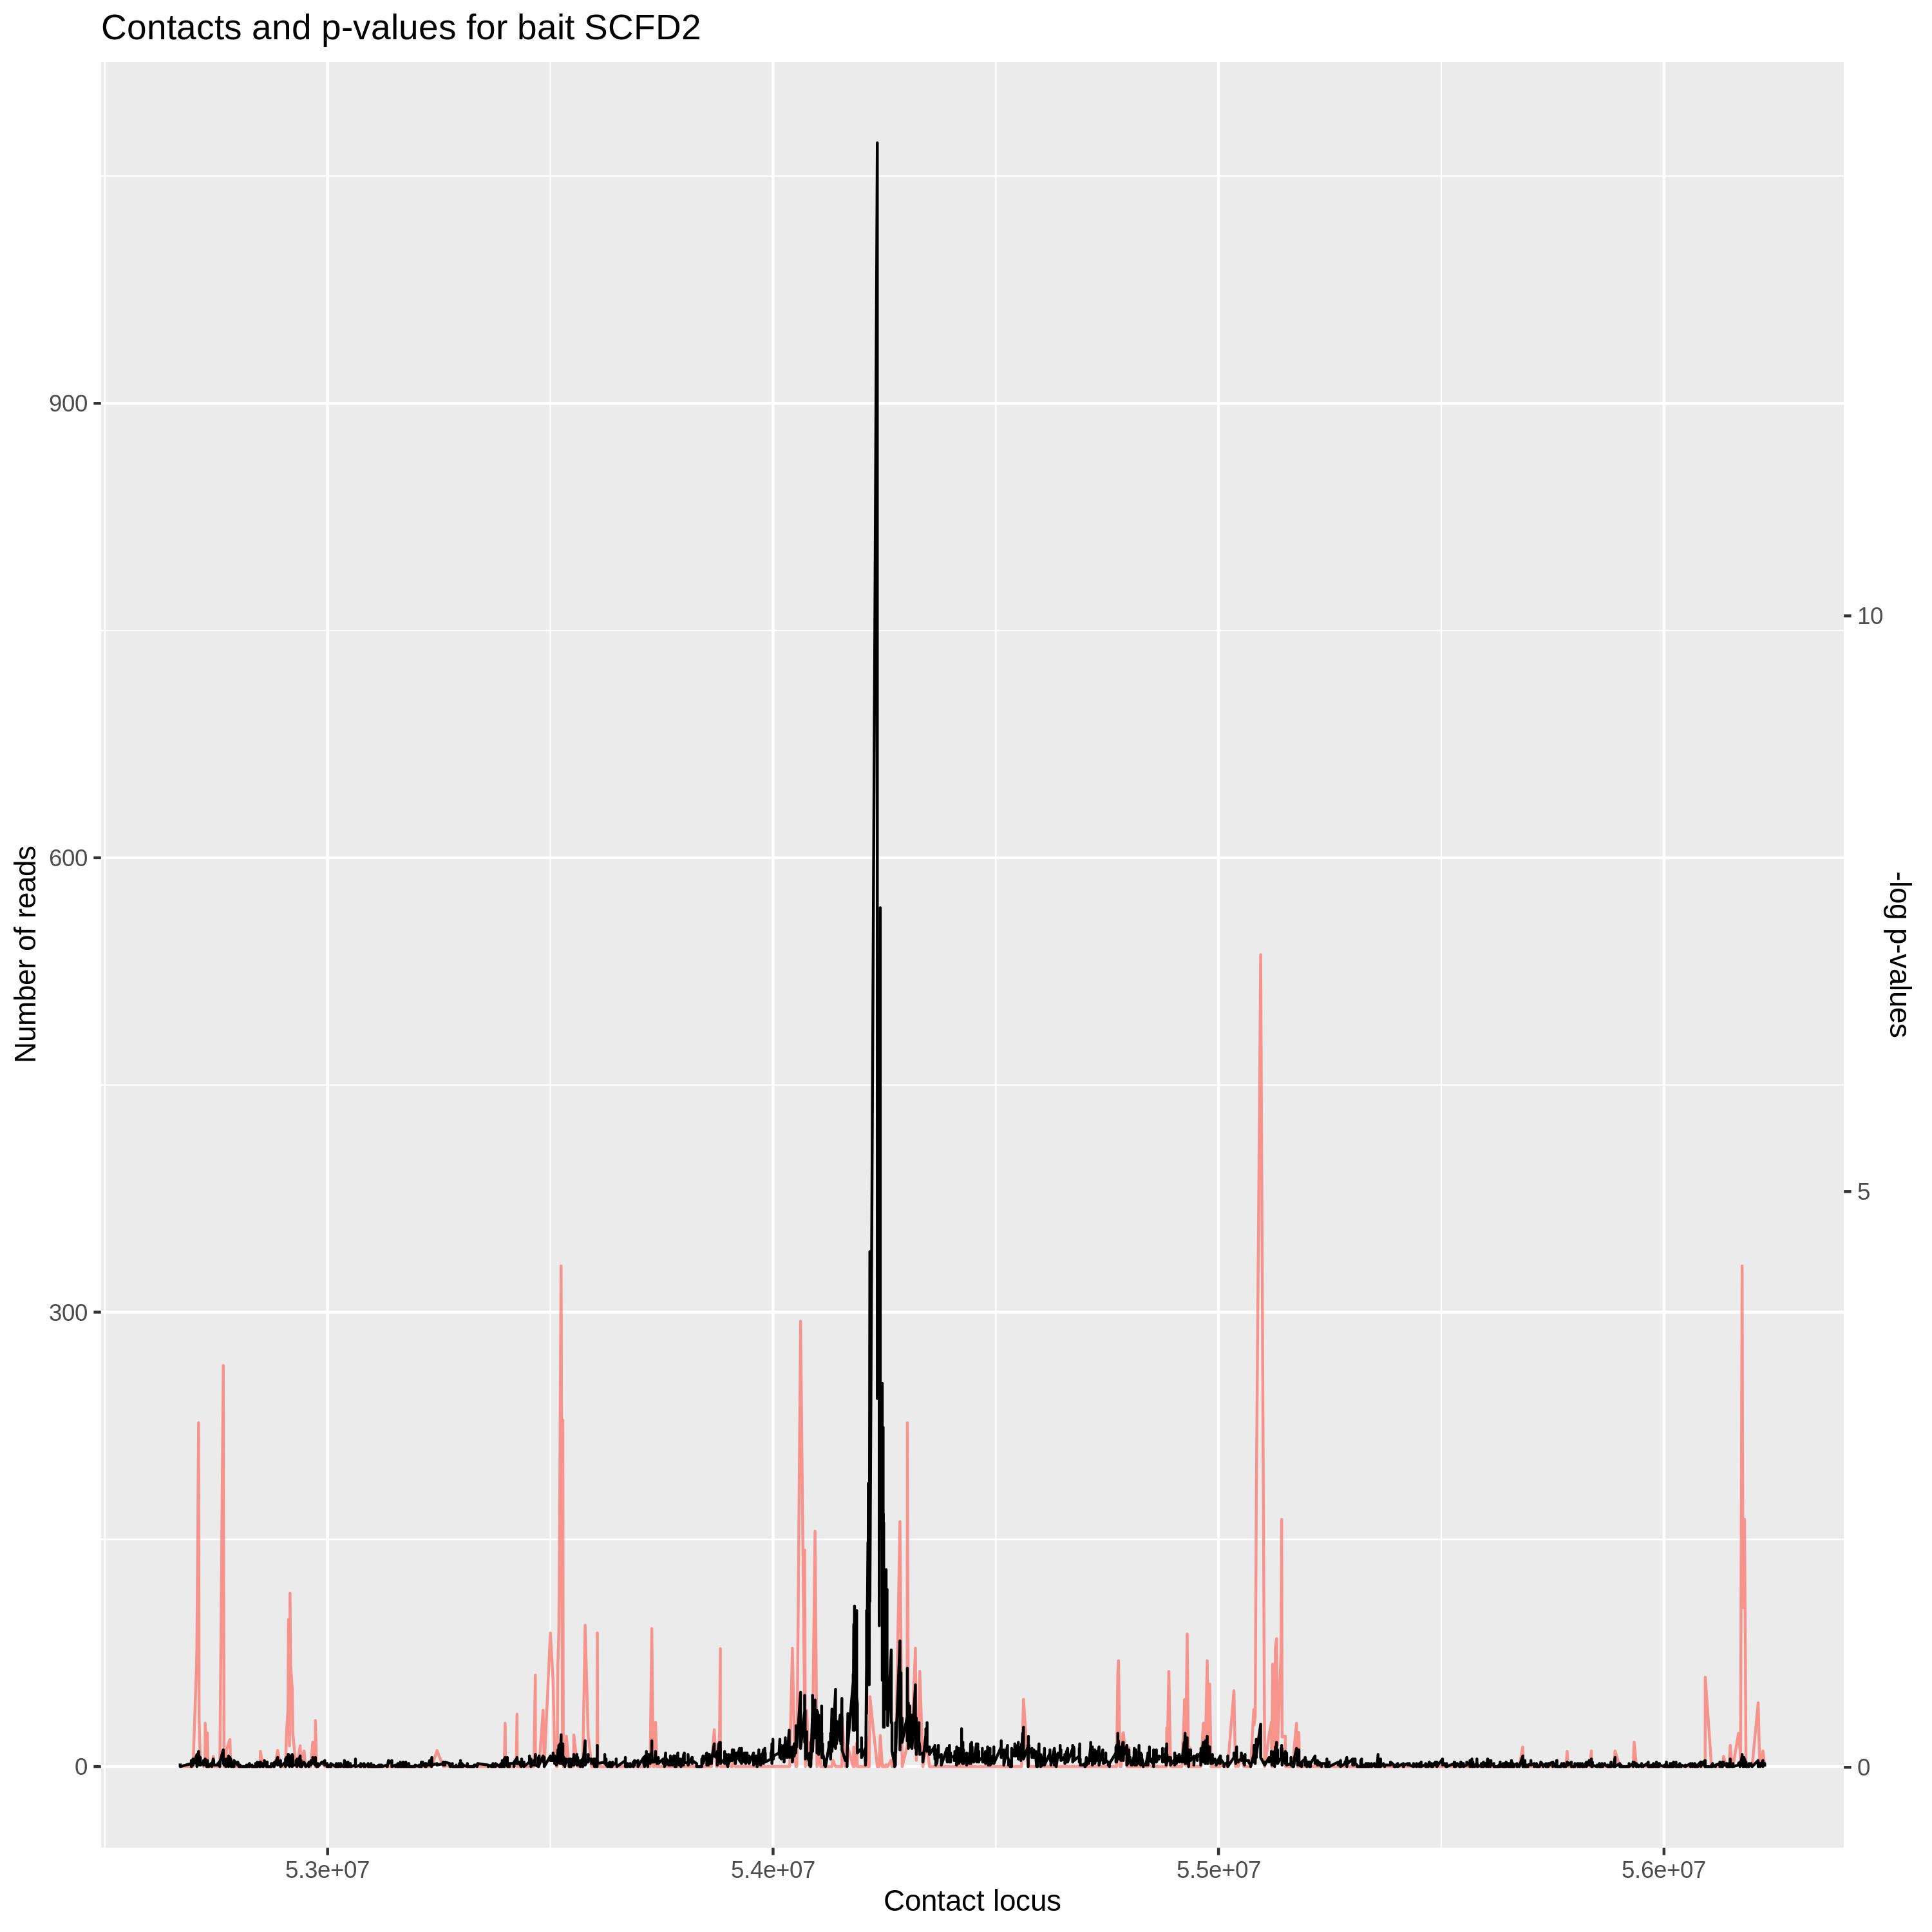 Contacts and p-values for bait SCFD2
Number of reads
900
600
300
0
10
5
0
-log p-values
5.3e+07
5.4e+07
5.5e+07
5.6e+07
Contact locus